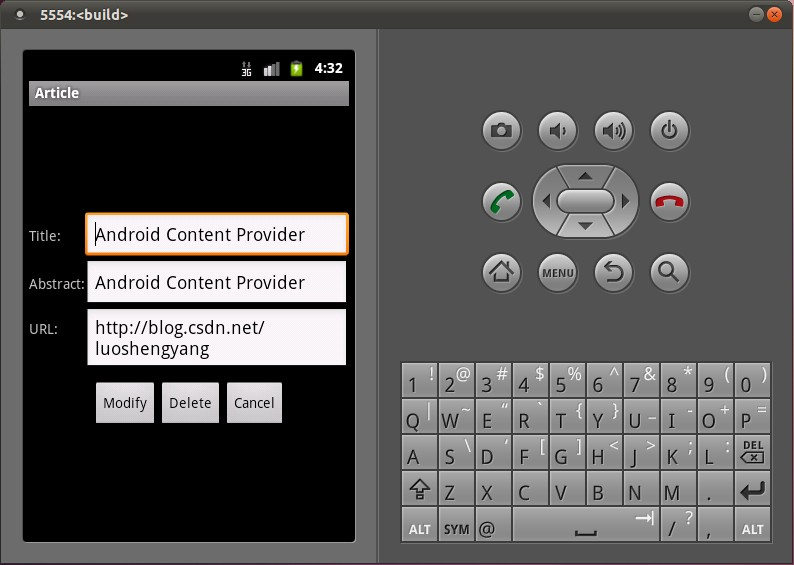 5554:<build>
3G 4:32
Article
Title: Android Content Provider
Abstract: Android Content Provider
URL: http://blog.csdn.net/
luoshengyang
Modify Delete Cancel
MENU
1 ! 2 @ 3 # 4 $ 5 % 6 ^ 7 & 8 * 9 ( 0 )
Q | W ~ E “ R ` T { Y } U _ I - O + P =
A S \ D ‘ F [ G ] H < J > K ; L : DEL
Z X C V B N M .
ALT SYM @ / ? , ALT